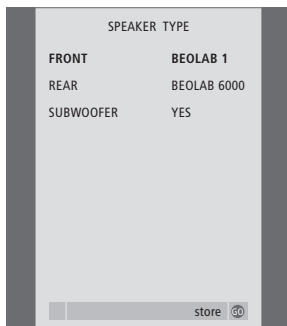 SPEAKER TYPE
FRONT BEOLAB 1
REAR BEOLAB 6000
SUBWOOFER YES
store GO